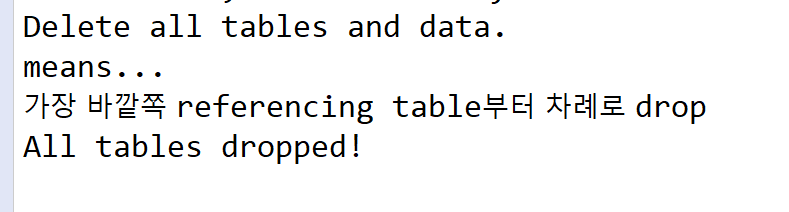 Delete all tables and data.
means...
가장 바깥쪽 referencing table부터 차례로 drop
All tables dropped!